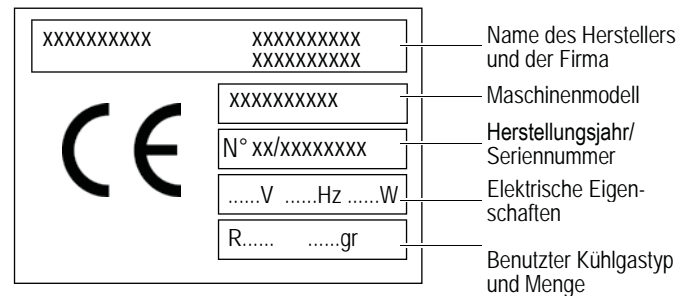 xxxxxxxxxx xxxxxxxxxx
xxxxxxxxxx
Name des Herstellers
und der Firma
xxxxxxxxxx
Maschinenmodell
N° xx/xxxxxxxx
Herstellungsjahr/
Seriennummer
CE
......V ......Hz ......W
Elektrische Eigen-
schaften
R...... ......gr
Benutzter Kühlgastyp
und Menge